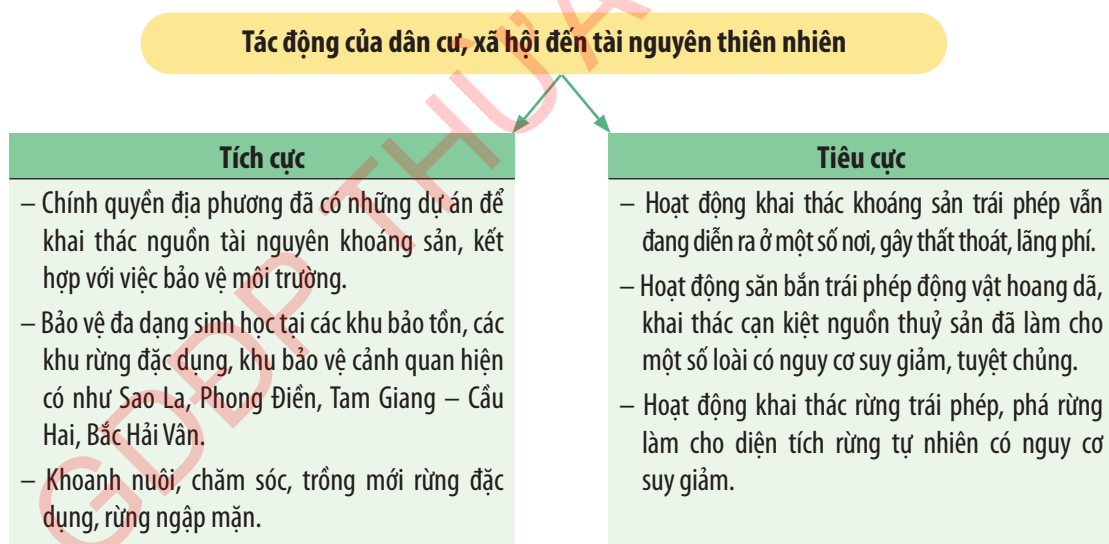 Tác động của dân cư, xã hội đến tài nguyên thiên nhiên
Tích cực
– Chính quyền địa phương đã có những dự án để
khai thác nguồn tài nguyên khoáng sản, kết
hợp với việc bảo vệ môi trường.
– Bảo vệ đa dạng sinh học tại các khu bảo tồn, các
khu rừng đặc dụng, khu bảo vệ cảnh quan hiện
có như Sao La, Phong Điền, Tam Giang – Cầu
Hai, Bắc Hải Vân.
– Khoanh nuôi, chăm sóc, trồng mới rừng đặc
dụng, rừng ngập mặn.
Tiêu cực
– Hoạt động khai thác khoáng sản trái phép vẫn
đang diễn ra ở một số nơi, gây thất thoát, lãng phí.
– Hoạt động săn bắn trái phép động vật hoang dã,
khai thác cạn kiệt nguồn thuỷ sản đã làm cho
một số loài có nguy cơ suy giảm, tuyệt chủng.
– Hoạt động khai thác rừng trái phép, phá rừng
làm cho diện tích rừng tự nhiên có nguy cơ
suy giảm.
GDĐP THỪA